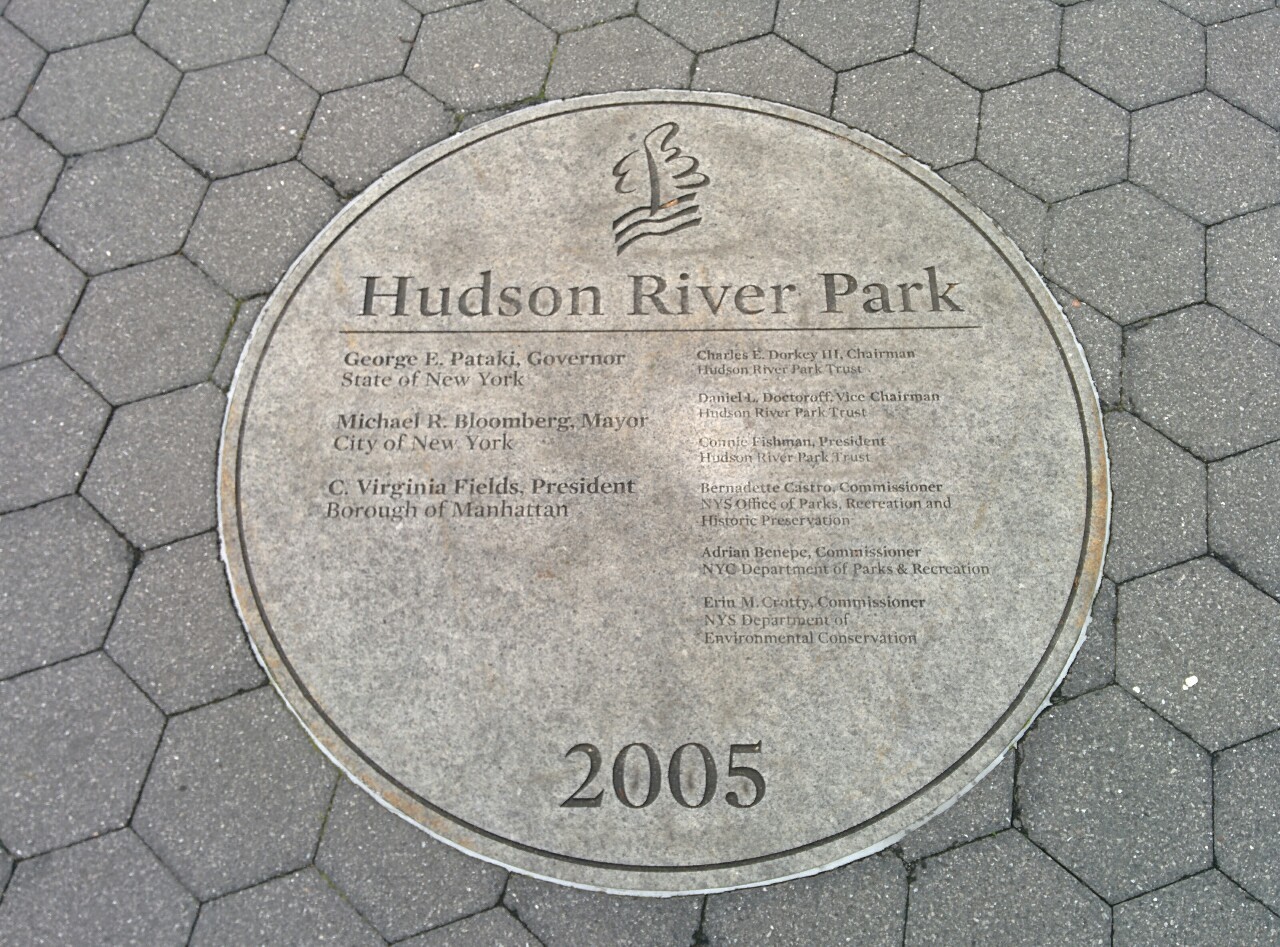 Hudson River Park
George E. Pataki, Governor
State of New York
Michael R. Bloomberg, Mayor
City of New York
C. Virginia Fields, President
Borough of Manhattan
Charles E. Dorkey III, Chairman
Hudson River Park Trust
Daniel L. Doctoroff, Vice Chairman
Hudson River Park Trust
Connie Fishman, President
Hudson River Park Trust
Bernadette Castro, Commissioner
NYS Office of Parks, Recreation and
Historic Preservation
Adrian Benepe, Commissioner
NYC Department of Parks & Recreation
Erin M. Crotty, Commissioner
NYS Department of
Environmental Conservation
2005